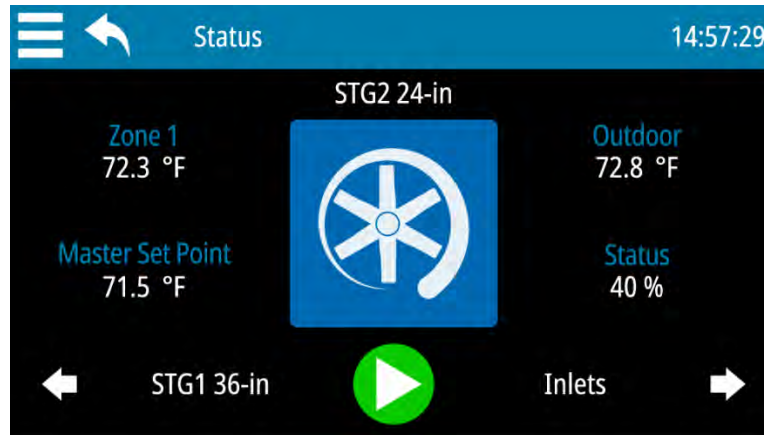 Status 14:57:29
STG2 24-in
Zone 1
72.3 °F
Outdoor
72.8 °F
Master Set Point
71.5 °F
Status
40 %
STG1 36-in
Inlets